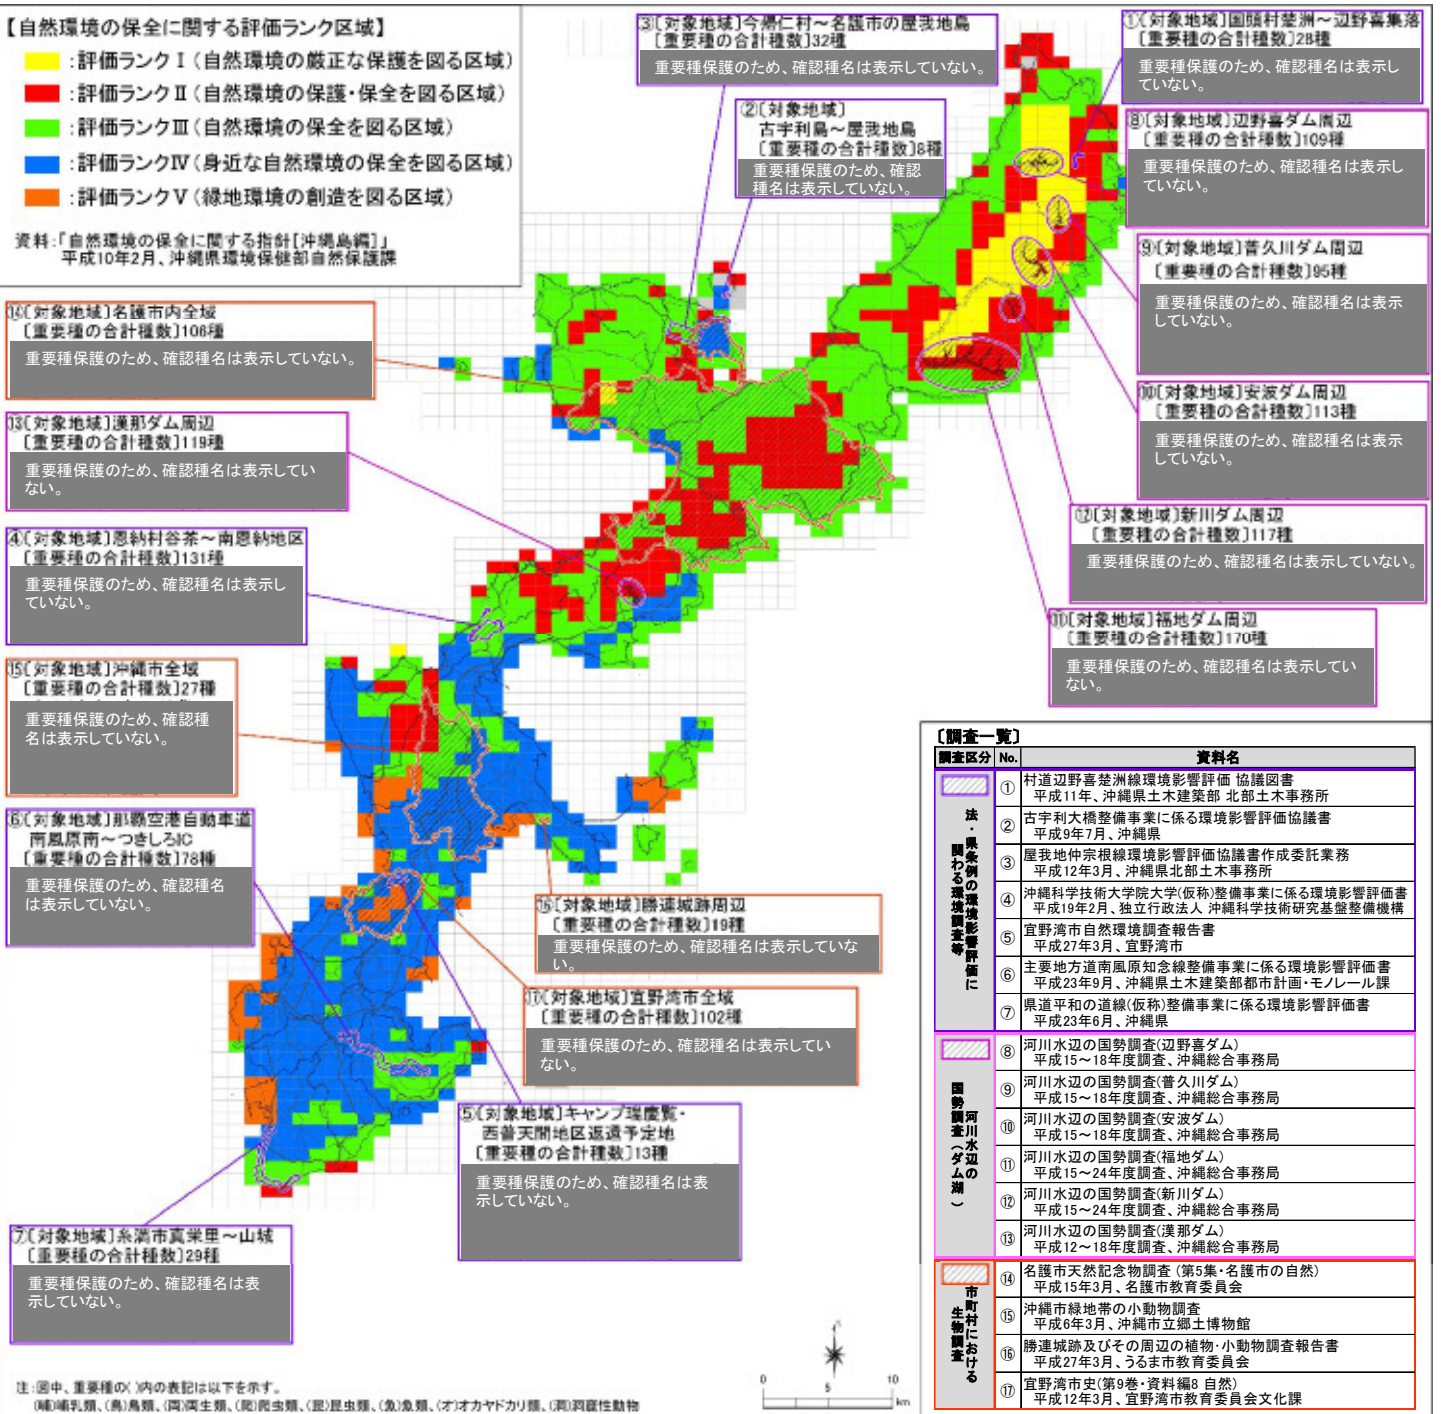 【自然環境の保全に関する評価ランク区域】
:評価ランクⅠ(自然環境の厳正な保護を図る区域)
:評価ランクⅡ(自然環境の保護・保全を図る区域)
:評価ランクⅢ(自然環境の保全を図る区域)
:評価ランクⅣ(身近な自然環境の保全を図る区域)
:評価ランクⅤ(緑地環境の創造を図る区域)
資料:「自然環境の保全に関する指針[沖縄島編]」
平成10年2月、沖縄県環境保健部自然保護課
③[対象地域]今帰仁村～名護市の屋我地島
[重要種の合計種数]32種
重要種保護のため、確認種名は表示していない。
②[対象地域]
古宇利島～屋我地島
[重要種の合計種数]8種
重要種保護のため、確認
種名は表示していない。
①[対象地域]国頭村楚洲～辺野喜集落
[重要種の合計種数]28種
重要種保護のため、確認種名は表示し
ていない。
⑧[対象地域]辺野喜ダム周辺
[重要種の合計種数]109種
重要種保護のため、確認種名は表示し
ていない。
⑨[対象地域]普久川ダム周辺
[重要種の合計種数]95種
重要種保護のため、確認種名は表示
していない。
⑩[対象地域]安波ダム周辺
[重要種の合計種数]113種
重要種保護のため、確認種名は表示
していない。
⑫[対象地域]新川ダム周辺
[重要種の合計種数]117種
重要種保護のため、確認種名は表示していない。
⑪[対象地域]福地ダム周辺
[重要種の合計種数]170種
重要種保護のため、確認種名は表示してい
ない。
⑭[対象地域]名護市内全域
[重要種の合計種数]106種
重要種保護のため、確認種名は表示していない。
⑬[対象地域]漢那ダム周辺
[重要種の合計種数]119種
重要種保護のため、確認種名は表示してい
ない。
④[対象地域]恩納村谷茶～南恩納地区
[重要種の合計種数]131種
重要種保護のため、確認種名は表示し
ていない。
⑮[対象地域]沖縄市全域
[重要種の合計種数]27種
重要種保護のため、確認種
名は表示していない。
⑥[対象地域]那覇空港自動車道
南風原南～つきしろIC
[重要種の合計種数]78種
重要種保護のため、確認種名
は表示していない。
⑯[対象地域]勝連城跡周辺
[重要種の合計種数]19種
重要種保護のため、確認種名は表示していな
い。
⑰[対象地域]宜野湾市全域
[重要種の合計種数]102種
重要種保護のため、確認種名は表示してい
ない。
⑤[対象地域]キャンプ瑞慶覧・
西普天間地区返還予定地
[重要種の合計種数]13種
重要種保護のため、確認種名は表
示していない。
⑦[対象地域]糸満市真栄里～山城
[重要種の合計種数]29種
重要種保護のため、確認種名は表
示していない。
[調査一覧]
調査区分 No. 資料名
法・県条例の環境影響評価に
関わる環境調査等
① 村道辺野喜楚洲線環境影響評価 協議図書
平成11年、沖縄県土木建築部 北部土木事務所
② 古宇利大橋整備事業に係る環境影響評価協議書
平成9年7月、沖縄県
③ 屋我地仲宗根線環境影響評価協議書作成委託業務
平成12年3月、沖縄県北部土木事務所
④ 沖縄科学技術大学院大学(仮称)整備事業に係る環境影響評価書
平成19年2月、独立行政法人 沖縄科学技術研究基盤整備機構
⑤ 宜野湾市自然環境調査報告書
平成27年3月、宜野湾市
⑥ 主要地方道南風原知念線整備事業に係る環境影響評価書
平成23年9月、沖縄県土木建築部都市計画・モノレール課
⑦ 県道平和の道線(仮称)整備事業に係る環境影響評価書
平成23年6月、沖縄県
河川水辺の
国勢調査(ダム湖)
⑧ 河川水辺の国勢調査(辺野喜ダム)
平成15～18年度調査、沖縄総合事務局
⑨ 河川水辺の国勢調査(普久川ダム)
平成15～18年度調査、沖縄総合事務局
⑩ 河川水辺の国勢調査(安波ダム)
平成15～18年度調査、沖縄総合事務局
⑪ 河川水辺の国勢調査(福地ダム)
平成15～24年度調査、沖縄総合事務局
⑫ 河川水辺の国勢調査(新川ダム)
平成15～24年度調査、沖縄総合事務局
⑬ 河川水辺の国勢調査(漢那ダム)
平成12～18年度調査、沖縄総合事務局
市町村における
生物調査
⑭ 名護市天然記念物調査(第5集・名護市の自然)
平成15年3月、名護市教育委員会
⑮ 沖縄市緑地帯の小動物調査
平成6年3月、沖縄市立郷土博物館
⑯ 勝連城跡及びその周辺の植物・小動物調査報告書
平成27年3月、うるま市教育委員会
⑰ 宜野湾市史(第9巻・資料編8 自然)
平成12年3月、宜野湾市教育委員会文化課
0 5 10
km
注:図中、重要種の( )内の表記は以下を示す。
(哺)哺乳類、(鳥)鳥類、(両)両生類、(爬)爬虫類、(昆)昆虫類、(魚)魚類、(オ)オカヤドカリ類、(洞)洞窟性動物